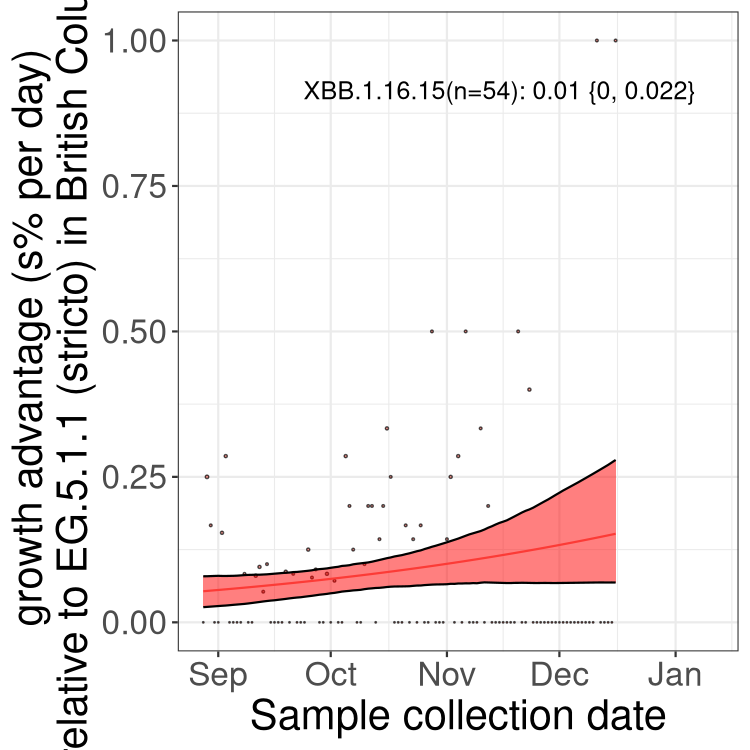 growth advantage (s% per day)
relative to EG.5.1.1 (stricto) in British Colu
1.00
0.75
0.50
0.25
0.00
XBB.1.16.15(n=54): 0.01 {0, 0.022}
Sep Oct Nov Dec Jan
Sample collection date